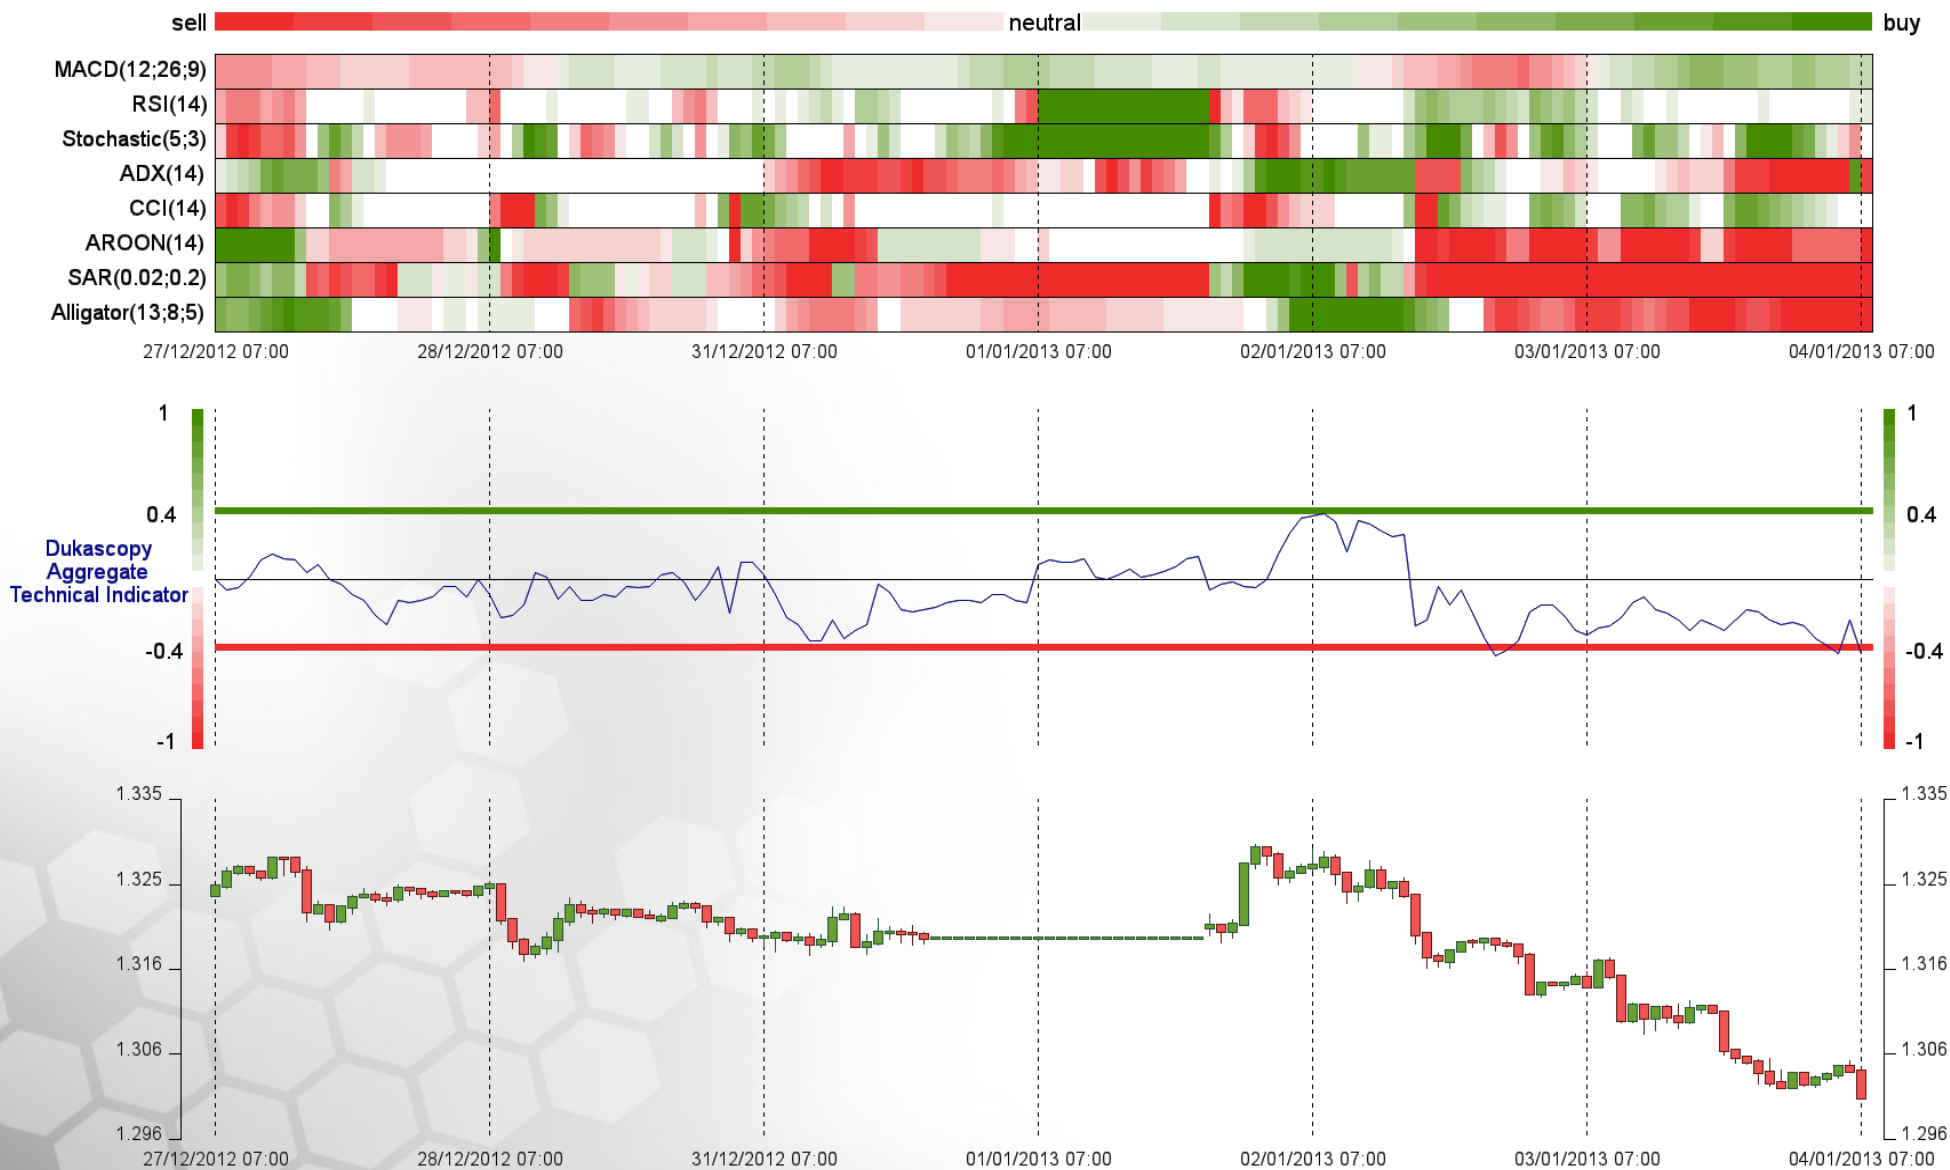 sell neutral buy
MACD(12;26;9)
RSI(14)
Stochastic(5;3)
ADX(14)
CCI(14)
AROON(14)
SAR(0.02;0.2)
Alligator(13;8;5)
27/12/2012 07:00 28/12/2012 07:00 31/12/2012 07:00 01/01/2013 07:00 02/01/2013 07:00 03/01/2013 07:00 04/01/2013 07:00
1 1
0.4 0.4
Dukascopy
Aggregate
Technical Indicator
-0.4 -0.4
-1 -1
1.335 1.335
1.325 1.325
1.316 1.316
1.306 1.306
1.296 1.296
27/12/2012 07:00 28/12/2012 07:00 31/12/2012 07:00 01/01/2013 07:00 02/01/2013 07:00 03/01/2013 07:00 04/01/2013 07:00